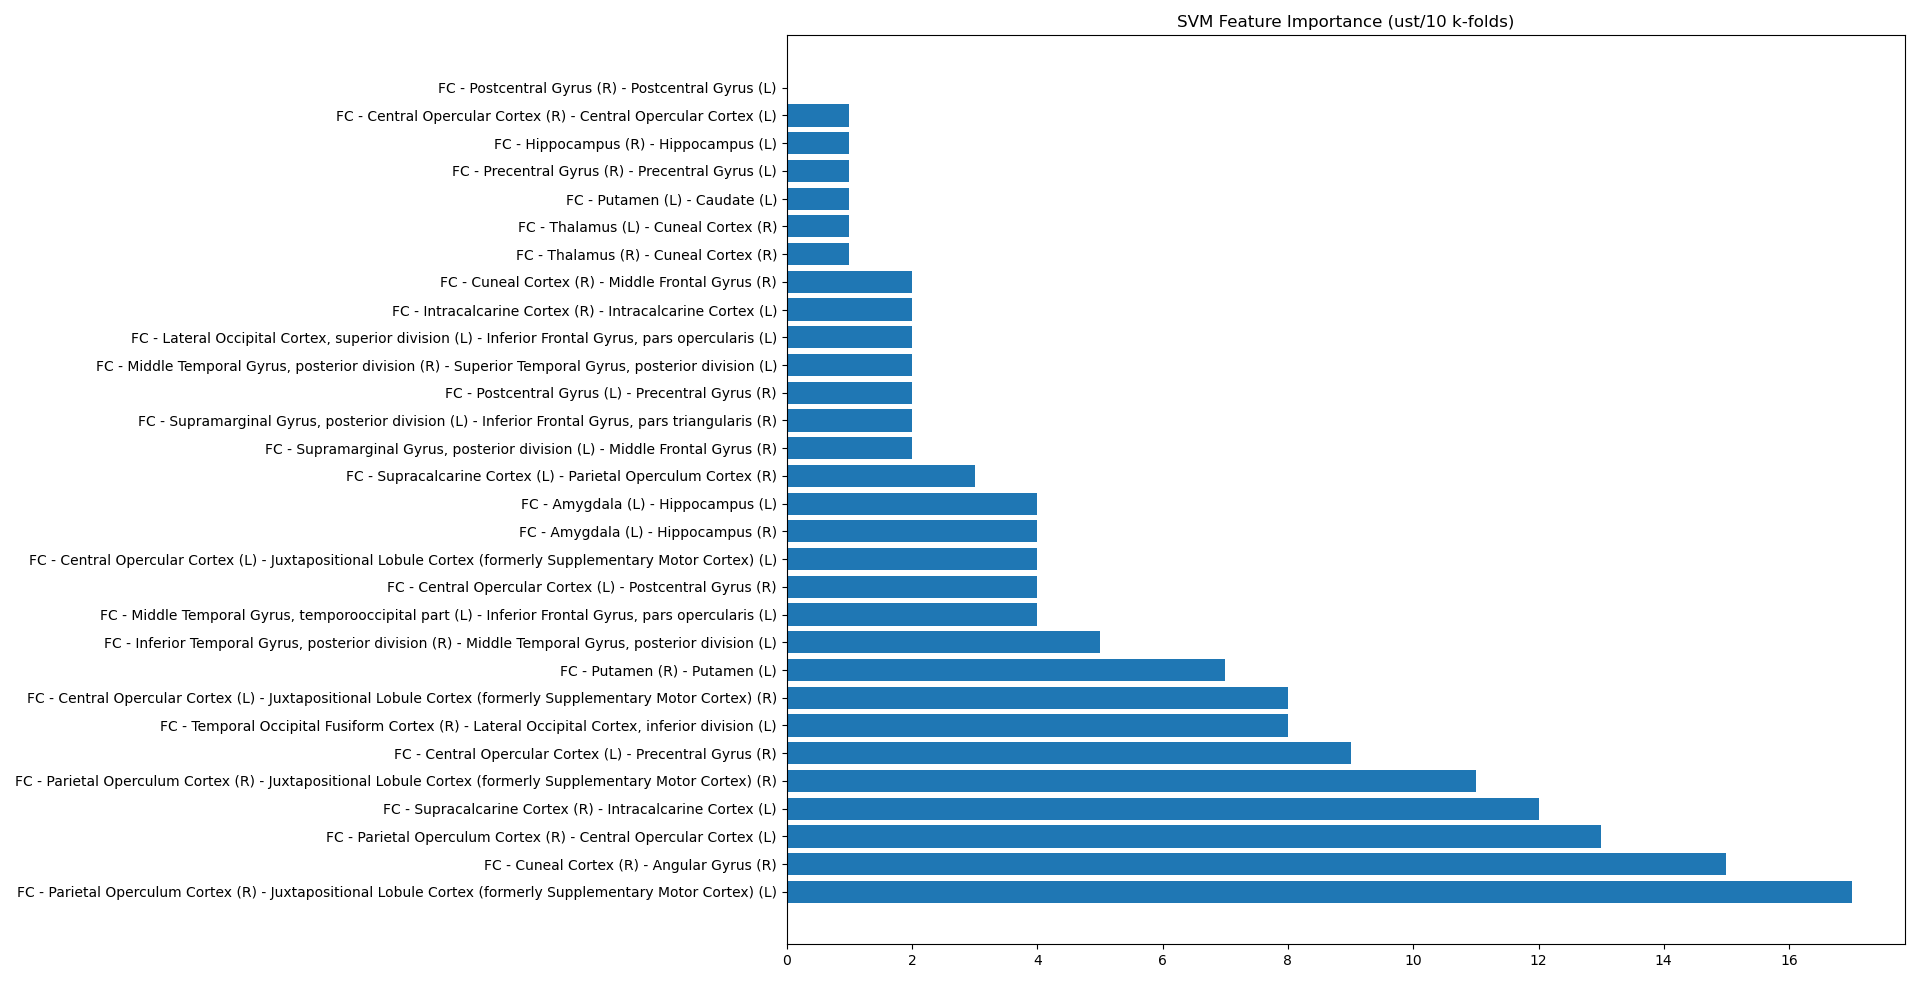 SVM Feature Importance (ust/10 k-folds)
FC - Postcentral Gyrus (R) - Postcentral Gyrus (L)
FC - Central Opercular Cortex (R) - Central Opercular Cortex (L)
FC - Hippocampus (R) - Hippocampus (L)
FC - Precentral Gyrus (R) - Precentral Gyrus (L)
FC - Putamen (L) - Caudate (L)
FC - Thalamus (L) - Cuneal Cortex (R)
FC - Thalamus (R) - Cuneal Cortex (R)
FC - Cuneal Cortex (R) - Middle Frontal Gyrus (R)
FC - Intracalcarine Cortex (R) - Intracalcarine Cortex (L)
FC - Lateral Occipital Cortex, superior division (L) - Inferior Frontal Gyrus, pars opercularis (L)
FC - Middle Temporal Gyrus, posterior division (R) - Superior Temporal Gyrus, posterior division (L)
FC - Postcentral Gyrus (L) - Precentral Gyrus (R)
FC - Supramarginal Gyrus, posterior division (L) - Inferior Frontal Gyrus, pars triangularis (R)
FC - Supramarginal Gyrus, posterior division (L) - Middle Frontal Gyrus (R)
FC - Supracalcarine Cortex (L) - Parietal Operculum Cortex (R)
FC - Amygdala (L) - Hippocampus (L)
FC - Amygdala (L) - Hippocampus (R)
FC - Central Opercular Cortex (L) - Juxtapositional Lobule Cortex (formerly Supplementary Motor Cortex) (L)
FC - Central Opercular Cortex (L) - Postcentral Gyrus (R)
FC - Middle Temporal Gyrus, temporooccipital part (L) - Inferior Frontal Gyrus, pars opercularis (L)
FC - Inferior Temporal Gyrus, posterior division (R) - Middle Temporal Gyrus, posterior division (L)
FC - Putamen (R) - Putamen (L)
FC - Central Opercular Cortex (L) - Juxtapositional Lobule Cortex (formerly Supplementary Motor Cortex) (R)
FC - Temporal Occipital Fusiform Cortex (R) - Lateral Occipital Cortex, inferior division (L)
FC - Central Opercular Cortex (L) - Precentral Gyrus (R)
FC - Parietal Operculum Cortex (R) - Juxtapositional Lobule Cortex (formerly Supplementary Motor Cortex) (R)
FC - Supracalcarine Cortex (R) - Intracalcarine Cortex (L)
FC - Parietal Operculum Cortex (R) - Central Opercular Cortex (L)
FC - Cuneal Cortex (R) - Angular Gyrus (R)
FC - Parietal Operculum Cortex (R) - Juxtapositional Lobule Cortex (formerly Supplementary Motor Cortex) (L)
0 2 4 6 8 10 12 14 16